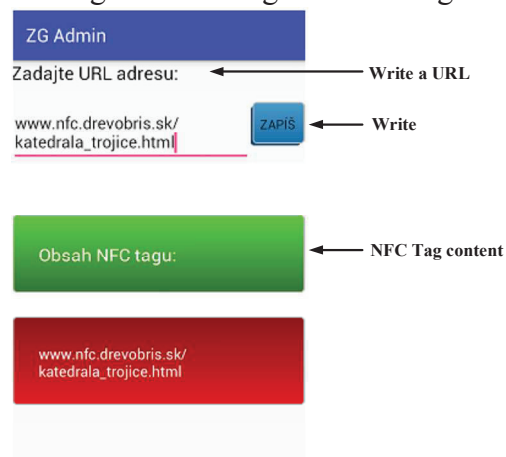 ZG Admin
Zadajte URL adresu:
Write a URL
www.nfc.drevobris.sk/
katedrala_trojice.html
ZAPÍŠ
Write
Obsah NFC tagu:
NFC Tag content
www.nfc.drevobris.sk/
katedrala_trojice.html